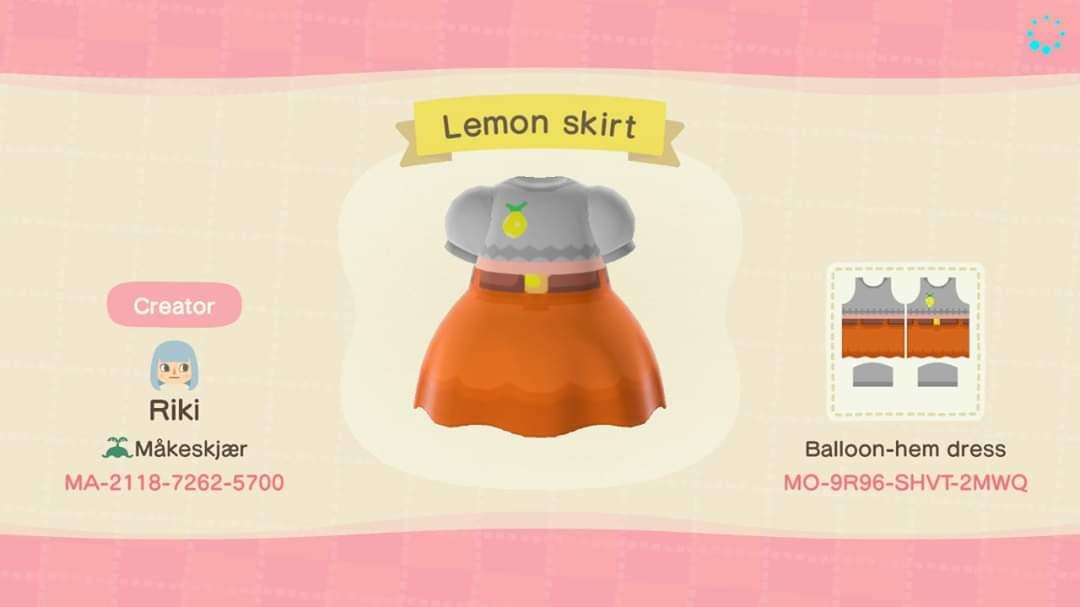 Lemon skirt
Creator
Riki
Måkeskjær
MA-2118-7262-5700
Balloon-hem dress
MO-9R96-SHVT-2MWQ